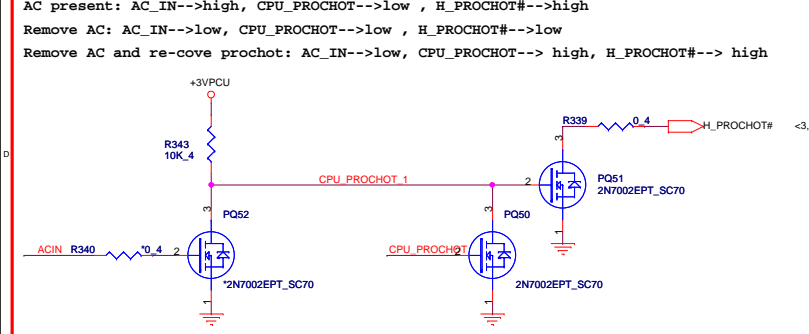 AC present: AC_IN-->high, CPU_PROCHOT-->low , H_PROCHOT#-->high
Remove AC: AC_IN-->low, CPU_PROCHOT-->low , H_PROCHOT#-->low
Remove AC and re-cove prochot: AC_IN-->low, CPU_PROCHOT--> high, H_PROCHOT#--> high
+3VPCU
R343
10K_4
R339
0_4
H_PROCHOT#
<3,
D
CPU_PROCHOT_1
3
2
PQ51
2N7002EPT_SC70
1
3
PQ52
ACIN
R340
*0_4
2
*2N7002EPT_SC70
1
3
PQ50
CPU_PROCHOT
2
2N7002EPT_SC70
1